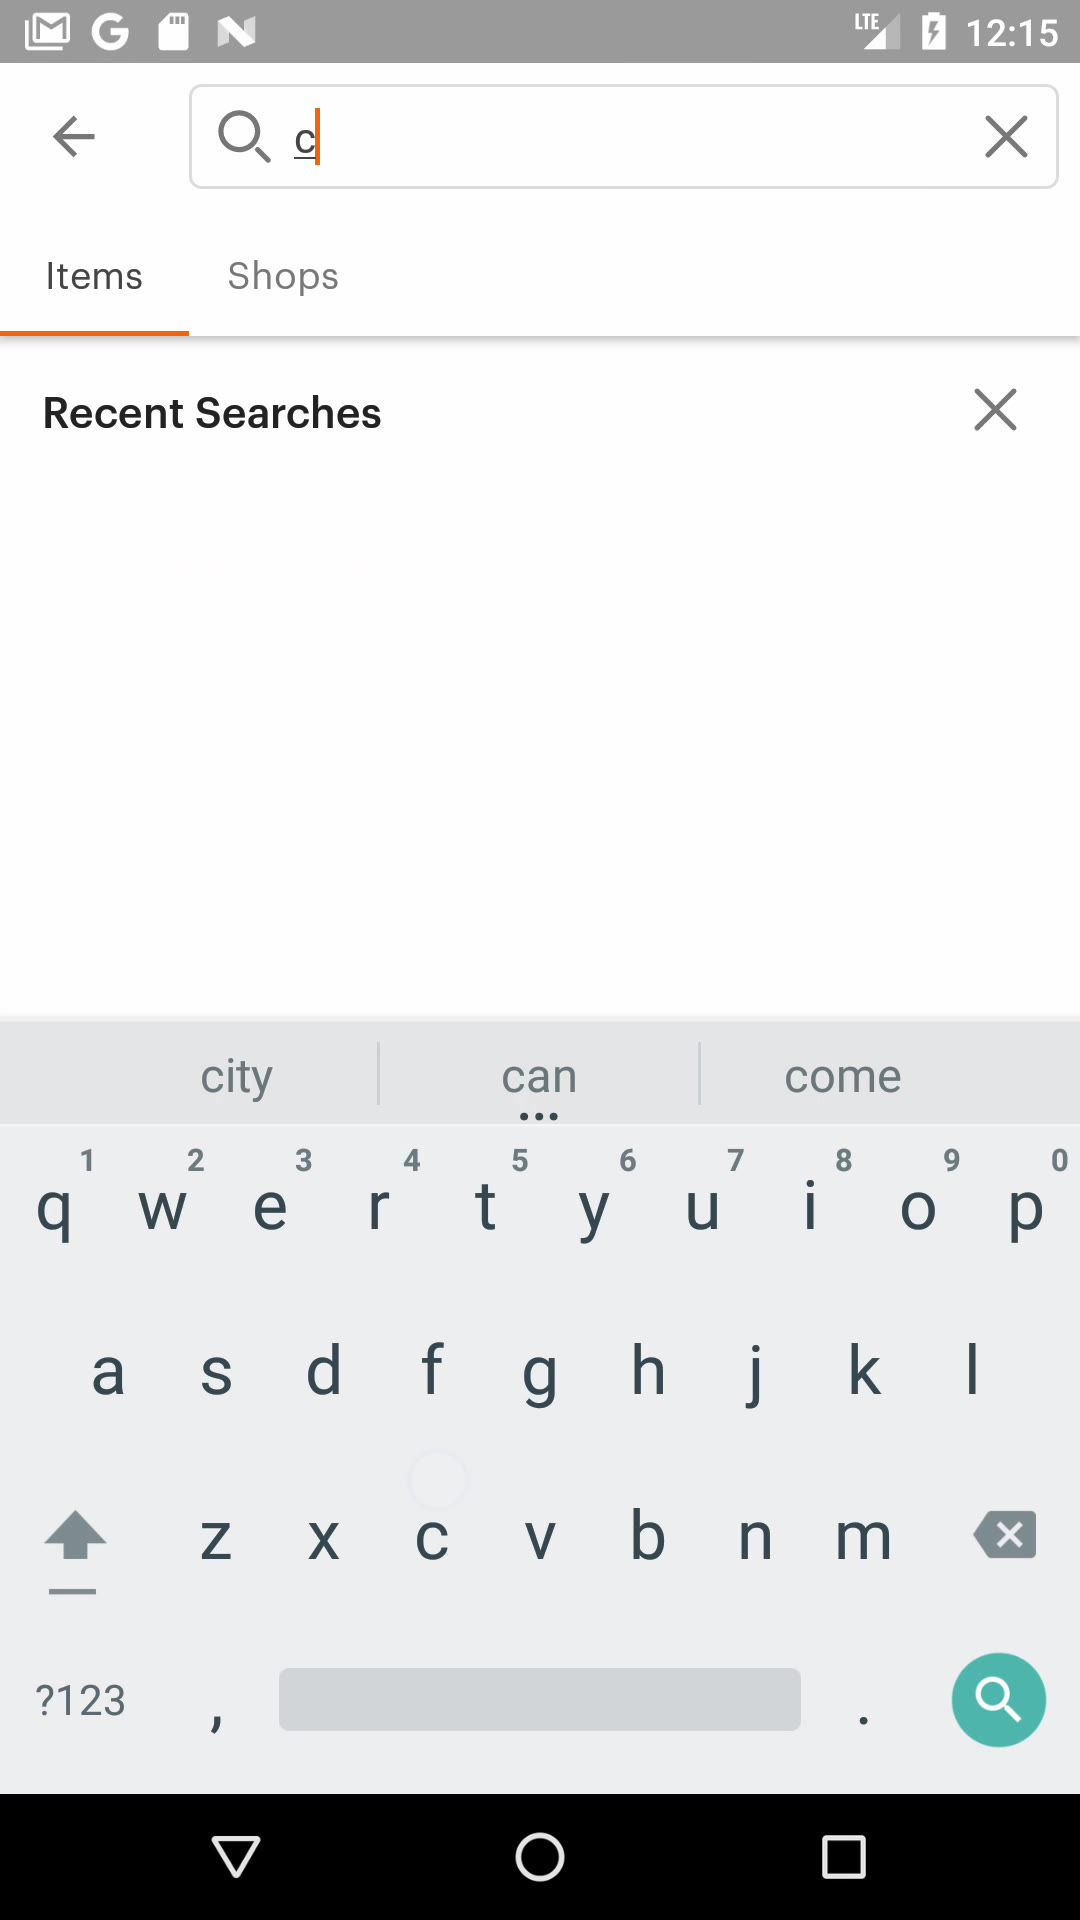 LTE 12:15
c
Items Shops
Recent Searches
city can come
1 2 3 4 5 6 7 8 9 0
q w e r t y u i o p
a s d f g h j k l
z x c v b n m
?123 , .